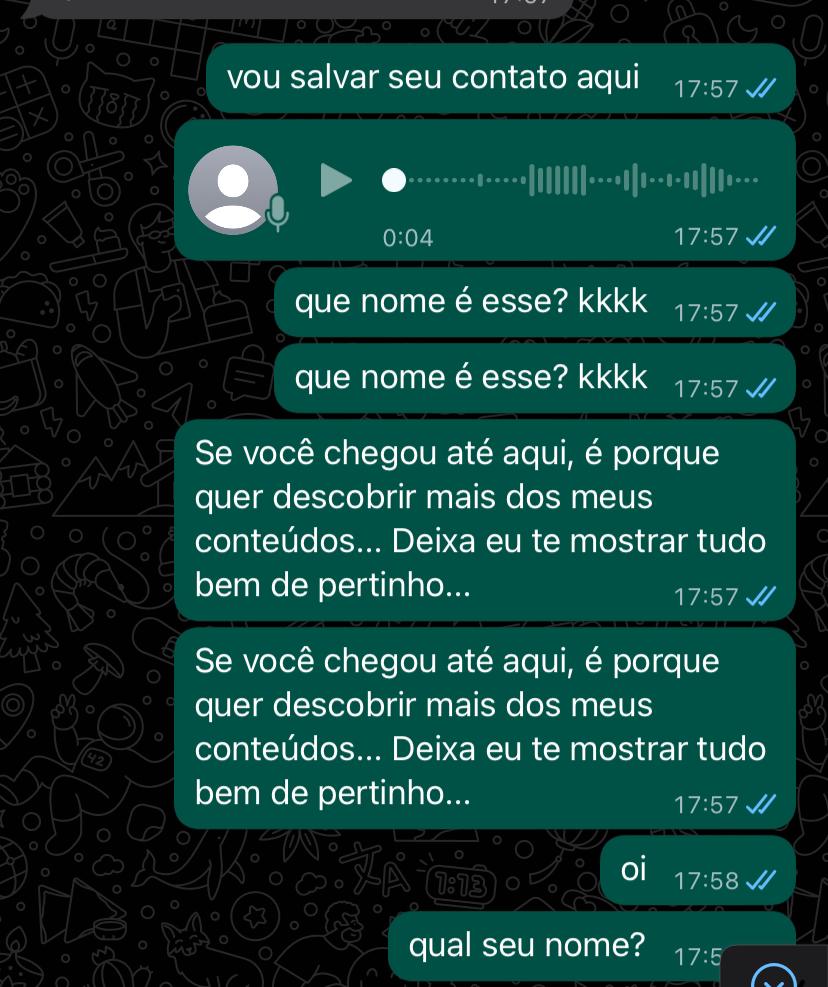 vou salvar seu contato aqui 17:57
0:04 17:57
que nome é esse? kkkk 17:57
que nome é esse? kkkk 17:57
Se você chegou até aqui, é porque
quer descobrir mais dos meus
conteúdos... Deixa eu te mostrar tudo
bem de pertinho... 17:57
Se você chegou até aqui, é porque
quer descobrir mais dos meus
conteúdos... Deixa eu te mostrar tudo
bem de pertinho... 17:57
oi 17:58
qual seu nome?